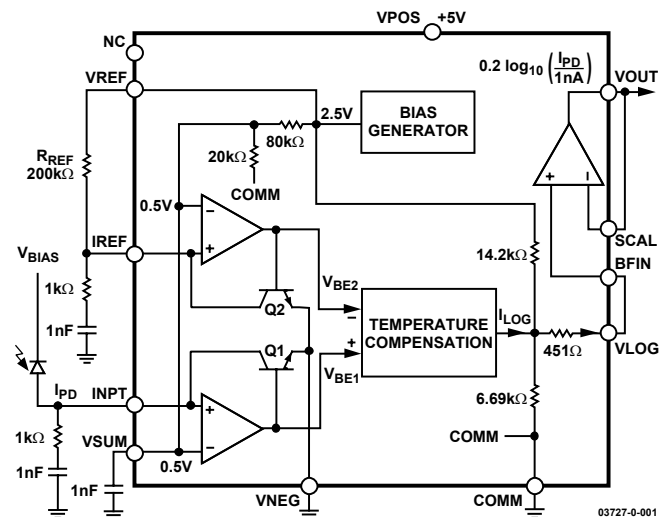 VPOS
+5V
NC
0.2 log10 (IPD/1nA)
VOUT
VREF
2.5V
BIAS
GENERATOR
80kΩ
20kΩ
COMM
RREF
200kΩ
0.5V
−
+
−
+
SCAL
BFIN
VBIAS
IREF
14.2kΩ
VBE2
−
1kΩ
Q2
1nF
TEMPERATURE
COMPENSATION
ILOG
451Ω
VLOG
+
VBE1
Q1
IPD
INPT
+
6.69kΩ
1kΩ
VSUM
−
0.5V
COMM
1nF
1nF
VNEG
COMM
03727-0-001